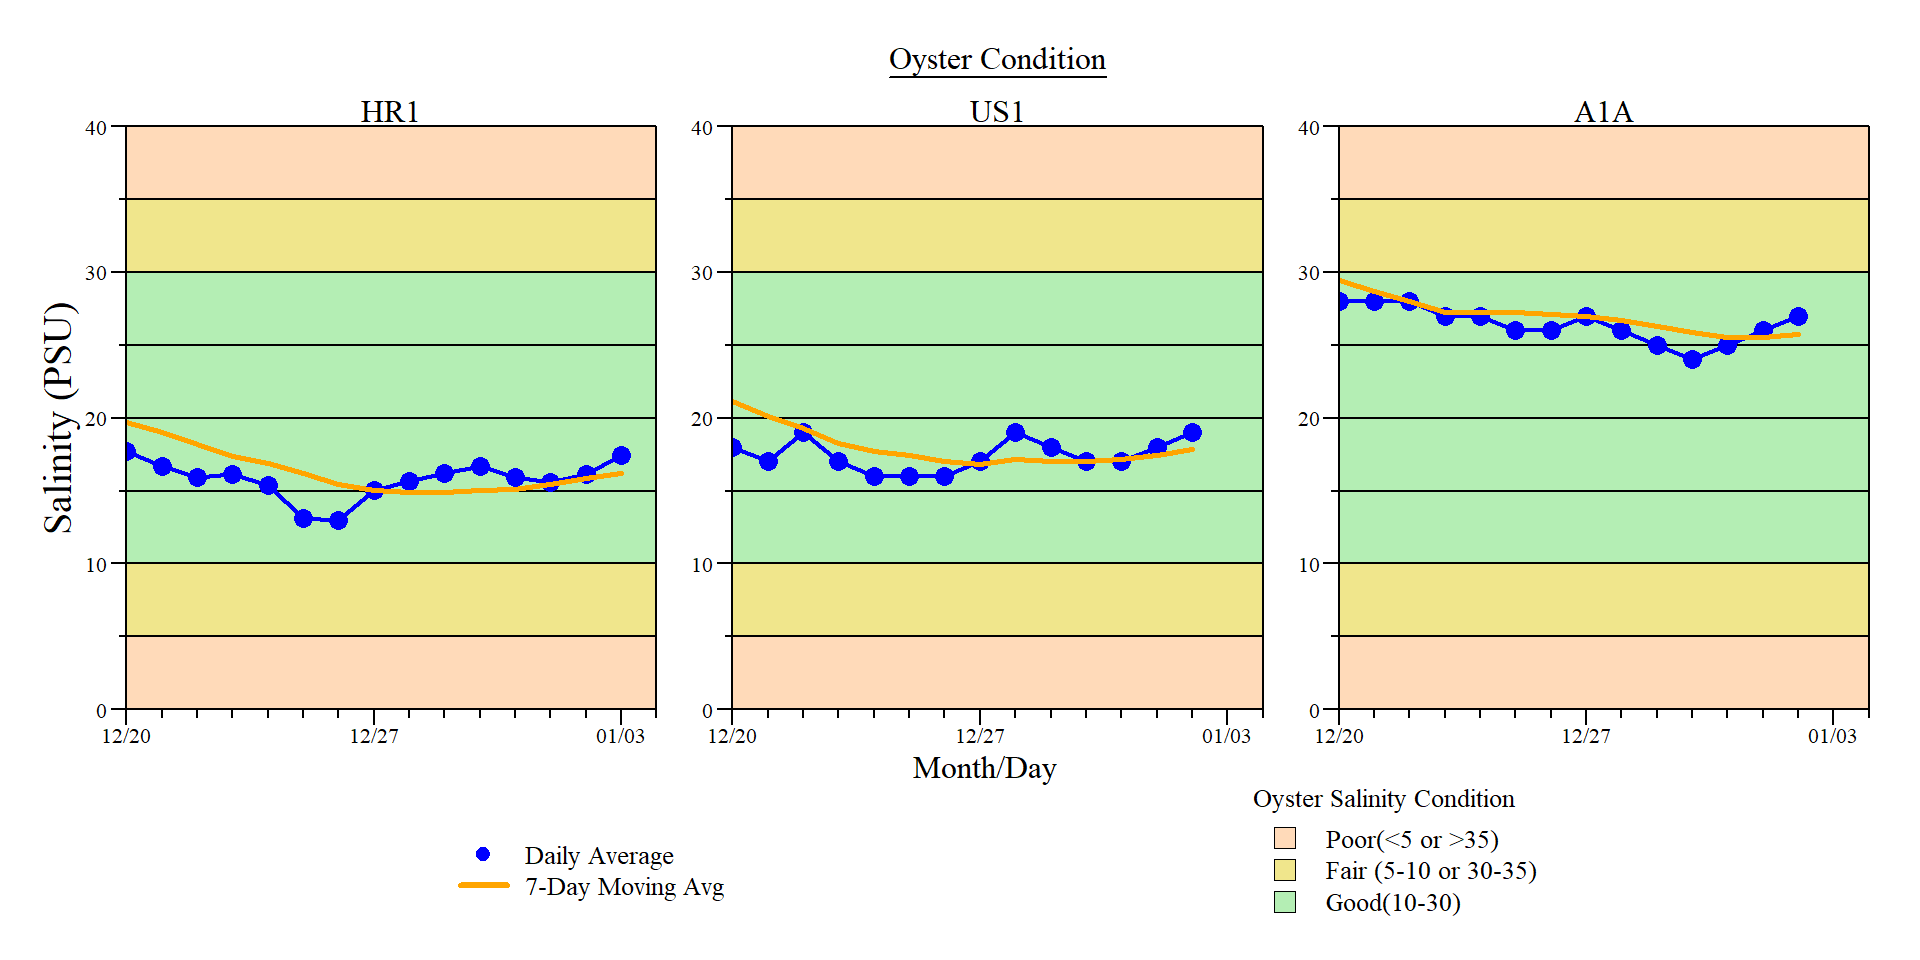 Oyster Condition
HR1
US1
A1A
Salinity (PSU)
40
30
20
10
0
40
30
20
10
0
40
30
20
10
0
12/20
12/27
01/03
12/20
12/27
01/03
12/20
12/27
01/03
Month/Day
Daily Average
7-Day Moving Avg
Oyster Salinity Condition
Poor(<5 or >35)
Fair (5-10 or 30-35)
Good(10-30)